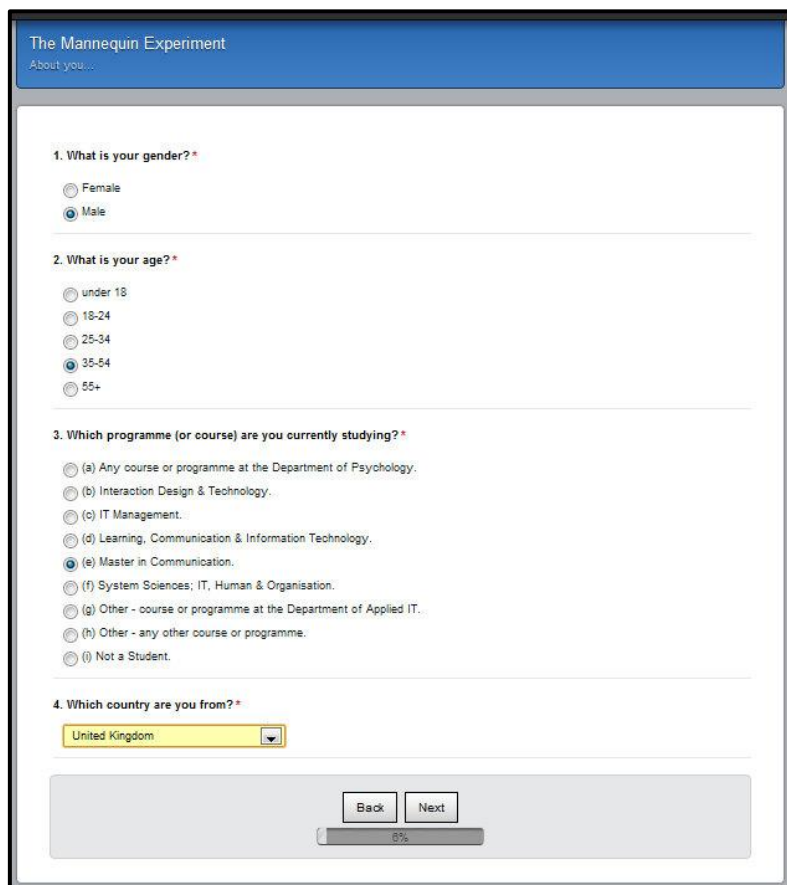 The Mannequin Experiment
About you...
1. What is your gender?*
Female
Male
2. What is your age?*
under 18
18-24
25-34
35-54
55+
3. Which programme (or course) are you currently studying?*
(a) Any course or programme at the Department of Psychology.
(b) Interaction Design & Technology.
(c) IT Management.
(d) Learning, Communication & Information Technology.
(e) Master in Communication.
(f) System Sciences; IT, Human & Organisation.
(g) Other - course or programme at the Department of Applied IT.
(h) Other - any other course or programme.
(i) Not a Student.
4. Which country are you from?*
United Kingdom
Back Next
6%